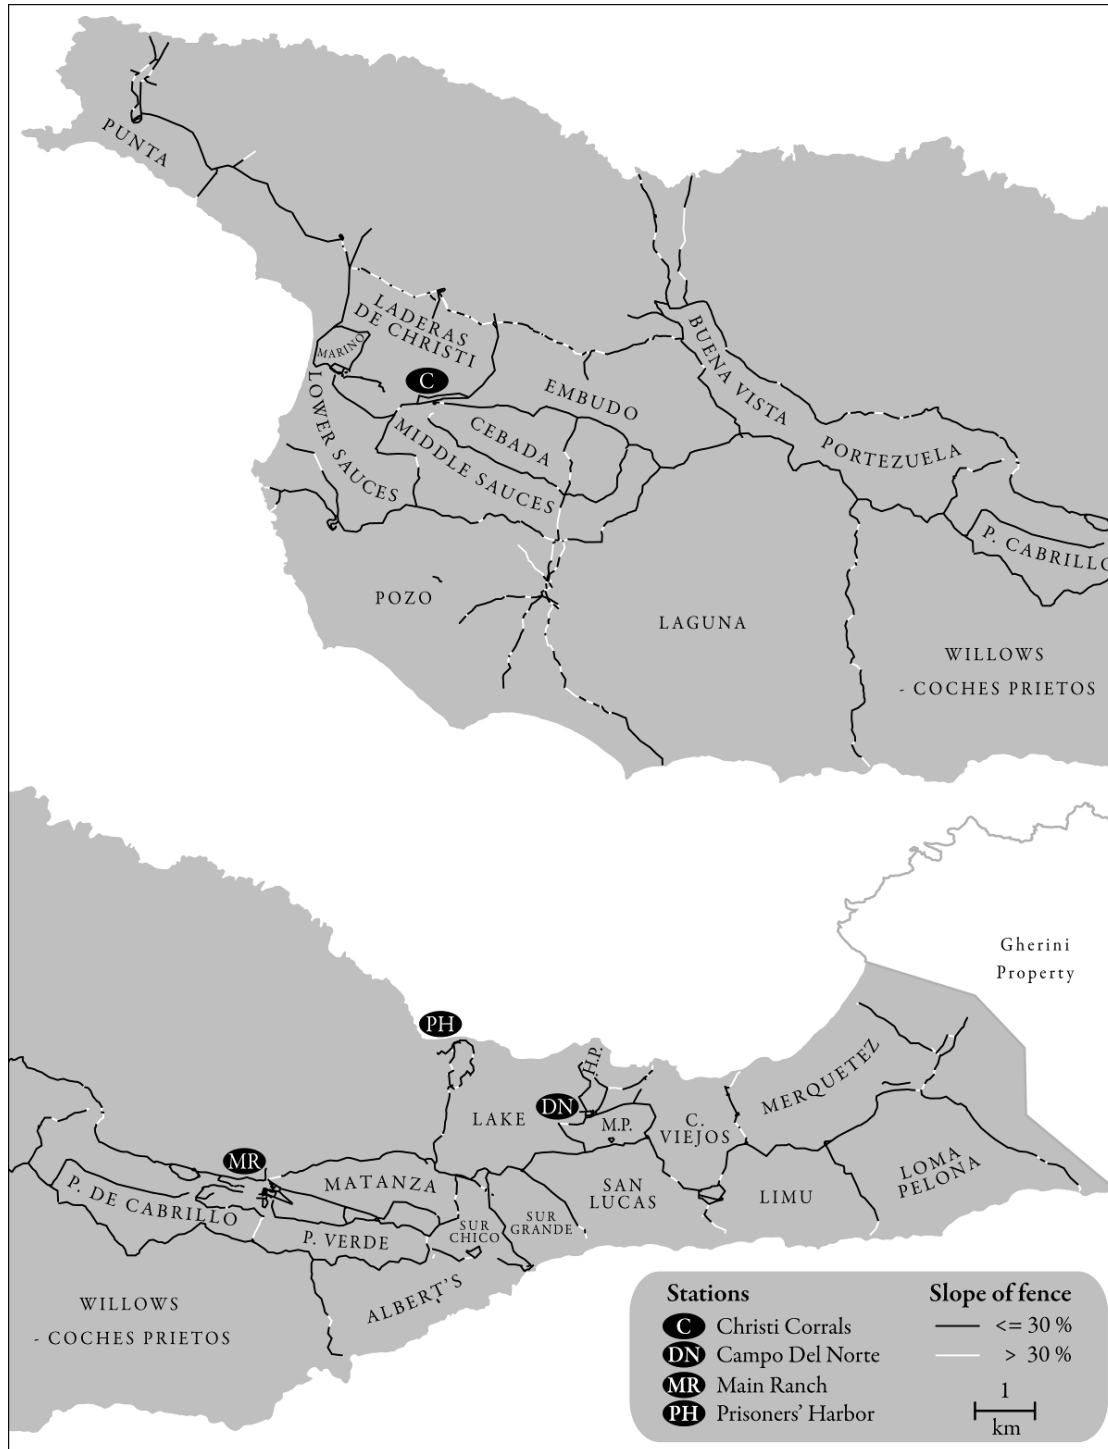 PUNTA
LADERAS
DE CHRISTI
MARINO
C
BUENA VISTA
EMBUDO
LOWER SAUCES
MIDDLE SAUCES
CEBADA
PORTEZUELA
P. CABRILLO
POZO
LAGUNA
WILLOWS
- COCHES PRIETOS
Gherini
Property
PH
H.P.
MERQUETEZ
DN
LAKE
M.P.
C.
VIEJOS
MR
P. DE CABRILLO
MATANZA
SAN
LUCAS
LIMU
LOMA
PELONA
SUR
CHICO
SUR
GRANDE
P. VERDE
ALBERT'S
WILLOWS
- COCHES PRIETOS
Stations
C Christi Corrals
DN Campo Del Norte
MR Main Ranch
PH Prisoners' Harbor
Slope of fence
<= 30 %
> 30 %
1
km